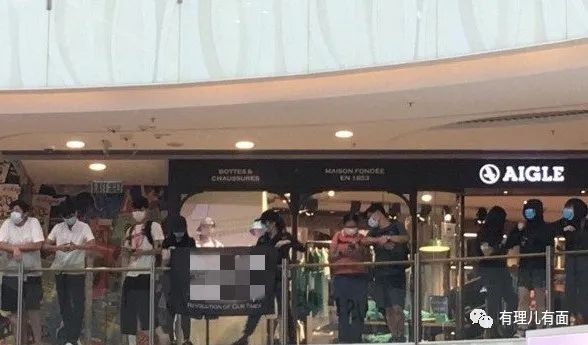 BOTTES &
CHAUSSURES
MAISON FONDÉE
EN 1853
AIGLE
REVOLUTION OF OUR TIMES
有理儿有面